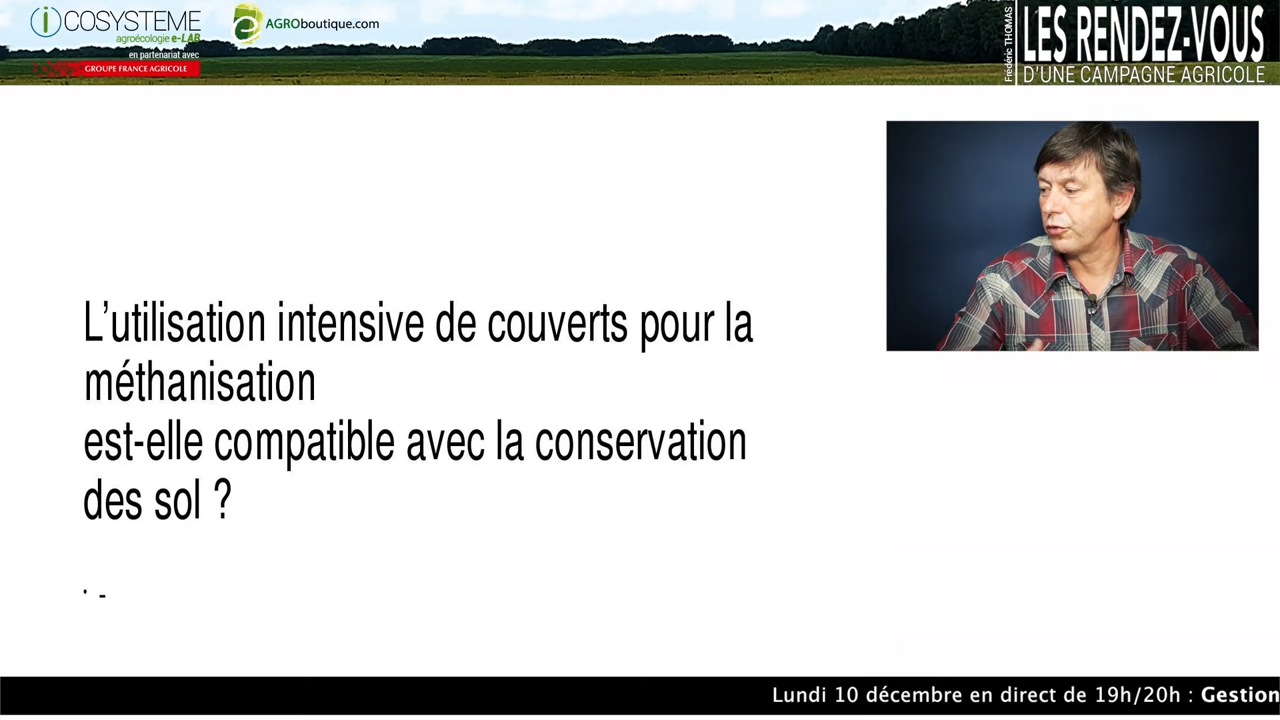 iCOSYSTEME
agroécologie e-LAB
en partenariat avec
GROUPE FRANCE AGRICOLE
e AGROboutique.com
Frédéric THOMAS
LES RENDEZ-VOUS
D'UNE CAMPAGNE AGRICOLE
L’utilisation intensive de couverts pour la
méthanisation
est-elle compatible avec la conservation
des sol ?
· -
Lundi 10 décembre en direct de 19h/20h : Gestion